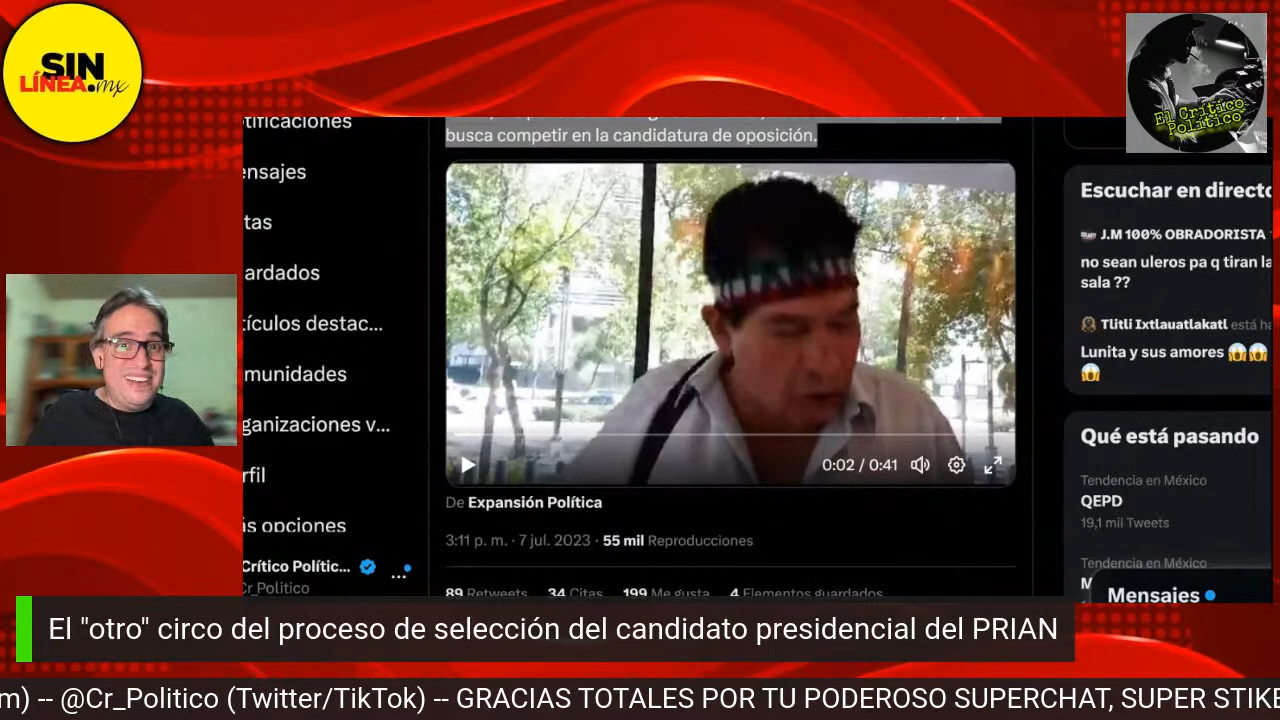 SIN
LÍNEA.mx
El Crítico
Político
tificaciones
ensajes
tas
ardados
tículos destac...
munidades
ganizaciones v...
rfil
ás opciones
Crítico Polític...
Cr_Politico
busca competir en la candidatura de oposición.
0:02 / 0:41
De Expansión Política
3:11 p. m. · 7 jul. 2023 · 55 mil Reproducciones
89 Retweets 34 Citas 199 Me gusta 4 Elementos guardados
Escuchar en directo
J.M 100% OBRADORISTA
no sean uleros pa q tiran la
sala ??
Tlitli Ixtlauatlakatl está ha
Lunita y sus amores 😱😱
😱
Qué está pasando
Tendencia en México
QEPD
19,1 mil Tweets
Tendencia en México
M
Mensajes
El "otro" circo del proceso de selección del candidato presidencial del PRIAN
m) -- @Cr_Politico (Twitter/TikTok) -- GRACIAS TOTALES POR TU PODEROSO SUPERCHAT, SUPER STIKE